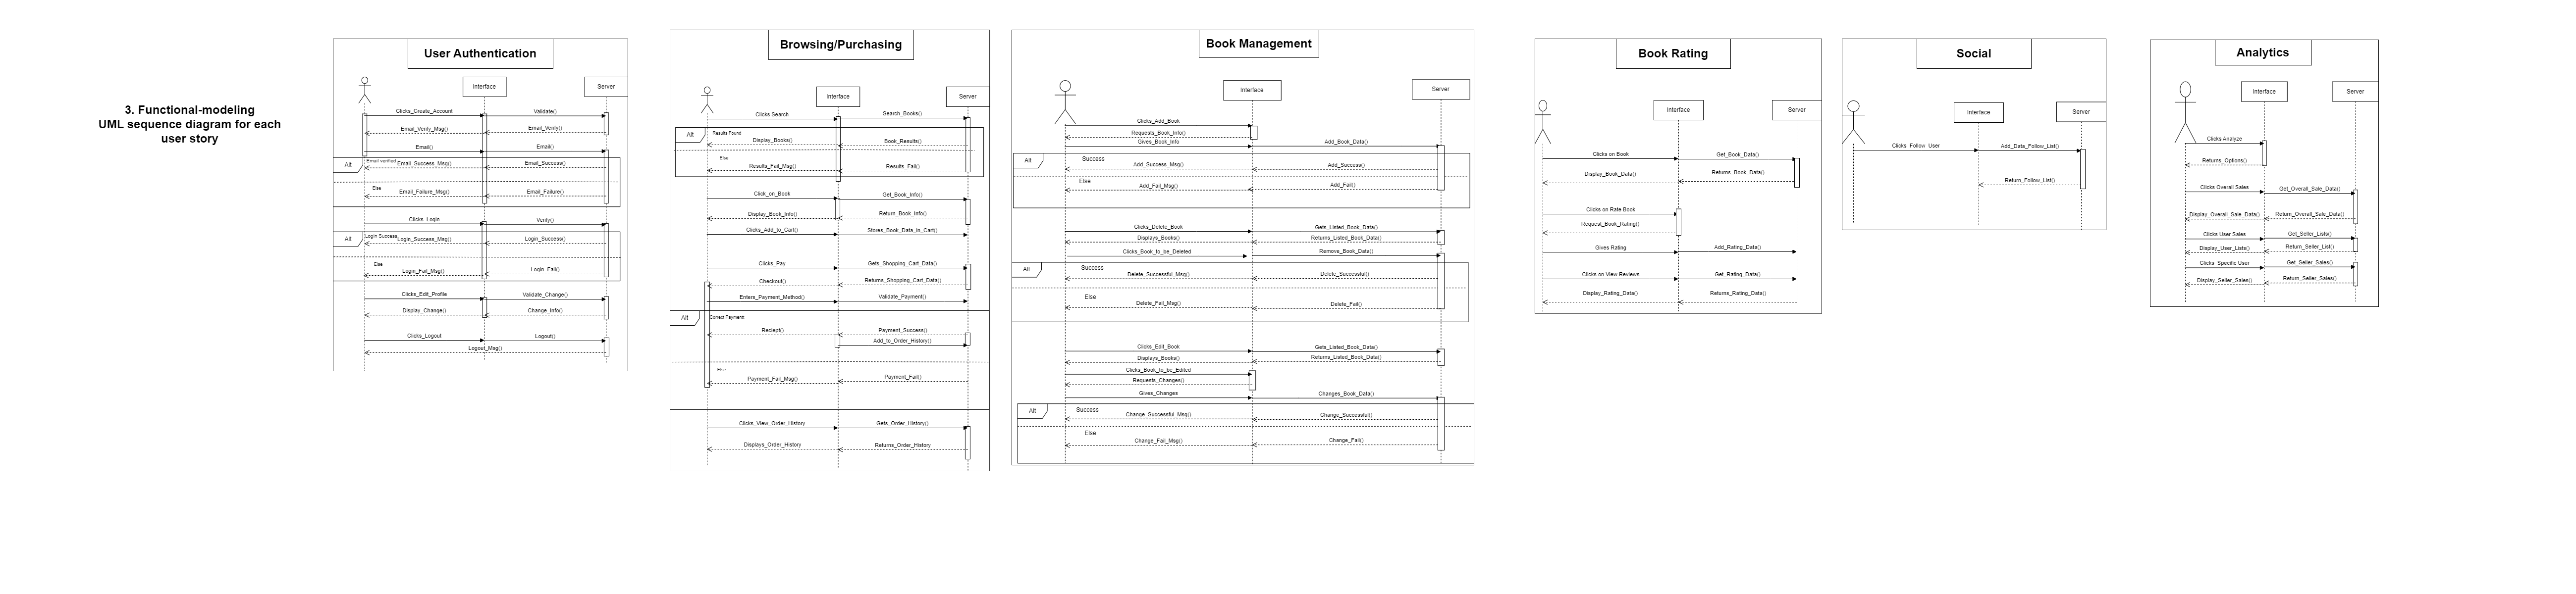 3. Functional-modeling
UML sequence diagram for each
user story
User Authentication
Interface
Server
Clicks_Create_Account
Validate()
Email_Verify_Msg()
Email_Verify()
Email()
Email()
Alt
Email verified
Email_Success_Msg()
Email_Success()
Else
Email_Failure_Msg()
Email_Failure()
Clicks_Login
Verify()
Alt
Login Success
Login_Success_Msg()
Login_Success()
Else
Login_Fail_Msg()
Login_Fail()
Clicks_Edit_Profile
Validate_Change()
Display_Change()
Change_Info()
Clicks_Logout
Logout()
Logout_Msg()
Browsing/Purchasing
Interface
Server
Clicks Search
Search_Books()
Alt
Results Found
Display_Books()
Book_Results()
Else
Results_Fail_Msg()
Results_Fail()
Click_on_Book
Get_Book_Info()
Display_Book_Info()
Return_Book_Info()
Clicks_Add_to_Cart()
Stores_Book_Data_in_Cart()
Clicks_Pay
Gets_Shopping_Cart_Data()
Checkout()
Returns_Shopping_Cart_Data()
Enters_Payment_Method()
Validate_Payment()
Alt
Correct Payment
Reciept()
Payment_Success()
Add_to_Order_History()
Else
Payment_Fail_Msg()
Payment_Fail()
Clicks_View_Order_History
Gets_Order_History()
Displays_Order_History
Returns_Order_History
Book Management
Interface
Server
Clicks_Add_Book
Requests_Book_Info()
Gives_Book_Info
Add_Book_Data()
Alt
Success
Add_Success_Msg()
Add_Success()
Else
Add_Fail_Msg()
Add_Fail()
Clicks_Delete_Book
Gets_Listed_Book_Data()
Displays_Books()
Returns_Listed_Book_Data()
Clicks_Book_to_be_Deleted
Remove_Book_Data()
Alt
Success
Delete_Successful_Msg()
Delete_Successful()
Else
Delete_Fail_Msg()
Delete_Fail()
Clicks_Edit_Book
Gets_Listed_Book_Data()
Displays_Books()
Returns_Listed_Book_Data()
Clicks_Book_to_be_Edited
Requests_Changes()
Gives_Changes
Changes_Book_Data()
Alt
Success
Change_Successful_Msg()
Change_Successful()
Else
Change_Fail_Msg()
Change_Fail()
Book Rating
Interface
Server
Clicks on Book
Get_Book_Data()
Display_Book_Data()
Returns_Book_Data()
Clicks on Rate Book
Request_Book_Rating()
Gives Rating
Add_Rating_Data()
Clicks on View Reviews
Get_Rating_Data()
Display_Rating_Data()
Returns_Rating_Data()
Social
Interface
Server
Clicks Follow User
Add_Data_Follow_List()
Return_Follow_List()
Analytics
Interface
Server
Clicks Analyze
Returns_Options()
Clicks Overall Sales
Get_Overall_Sale_Data()
Display_Overall_Sale_Data()
Return_Overall_Sale_Data()
Clicks User Sales
Get_Seller_Lists()
Display_User_Lists()
Return_Seller_List()
Clicks Specific User
Get_Seller_Sales()
Display_Seller_Sales()
Return_Seller_Sales()